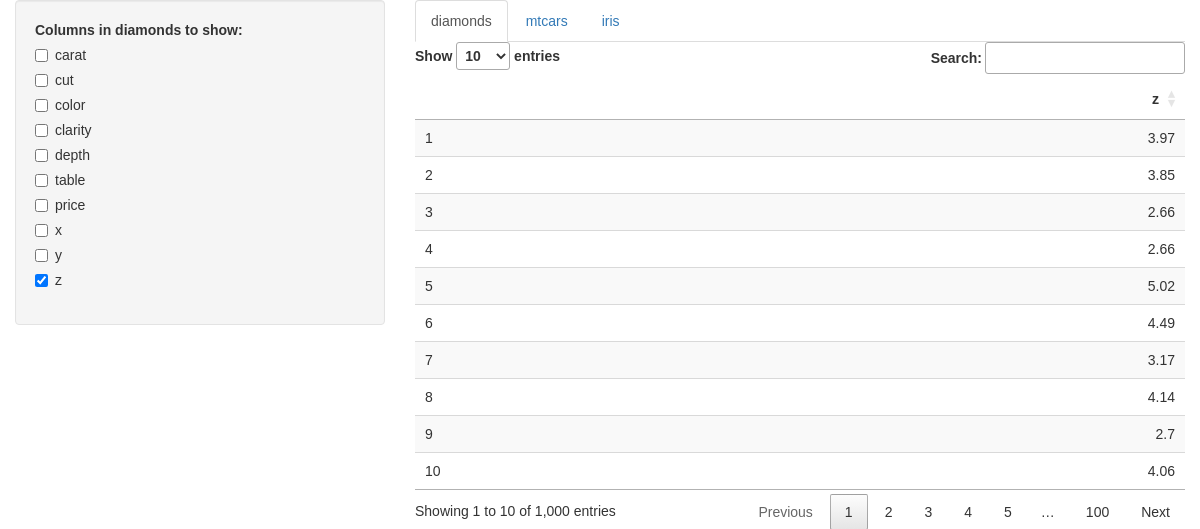 Columns in diamonds to show:
carat
cut
color
clarity
depth
table
price
x
y
z
diamonds mtcars iris
Show 10 entries Search:
z
1 3.97
2 3.85
3 2.66
4 2.66
5 5.02
6 4.49
7 3.17
8 4.14
9 2.7
10 4.06
Showing 1 to 10 of 1,000 entries Previous 1 2 3 4 5 … 100 Next